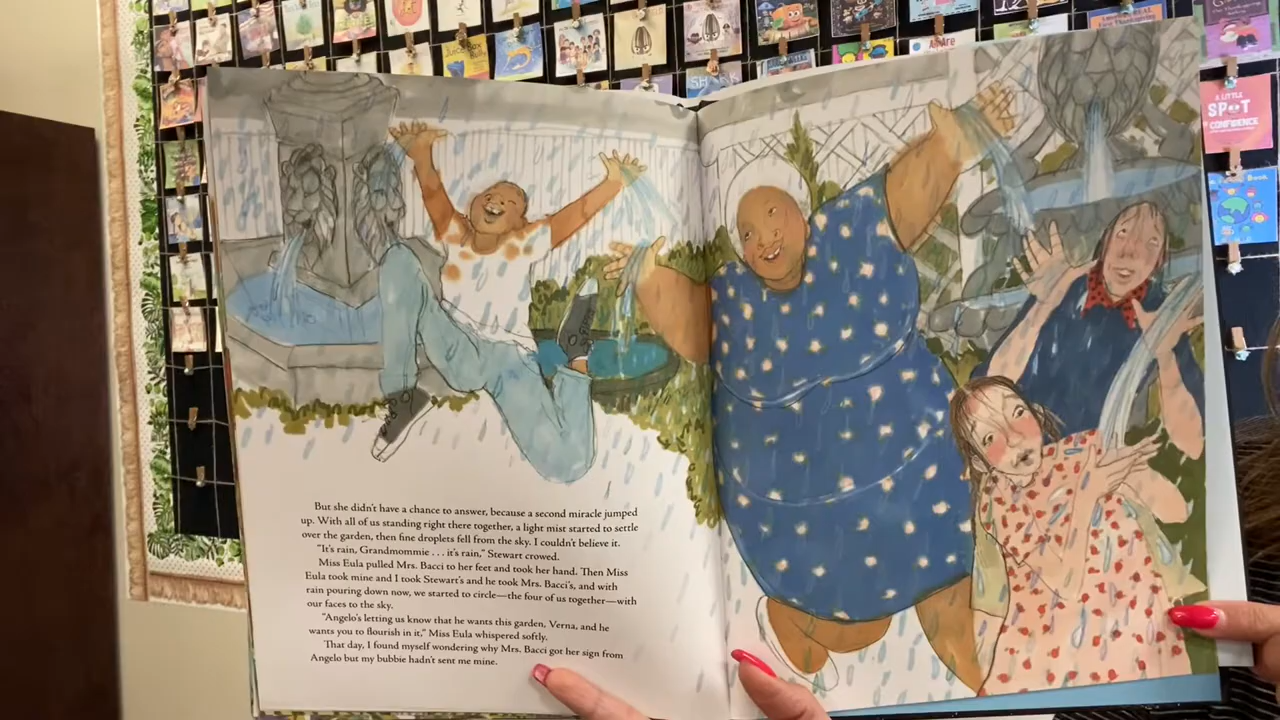 A LITTLE
SPOT
OF
CONFIDENCE
But she didn't have a chance to answer, because a second miracle jumped
up. With all of us standing right there together, a light mist started to settle
over the garden, then fine droplets fell from the sky. I couldn't believe it.
"It's rain, Grandmommie . . . it's rain," Stewart crowed.
Miss Eula pulled Mrs. Bacci to her feet and took her hand. Then Miss
Eula took mine and I took Stewart's and he took Mrs. Bacci's, and with
rain pouring down now, we started to circle—the four of us together—with
our faces to the sky.
"Angelo's letting us know that he wants this garden, Verna, and he
wants you to flourish in it," Miss Eula whispered softly.
That day, I found myself wondering why Mrs. Bacci got her sign from
Angelo but my bubbie hadn't sent me mine.